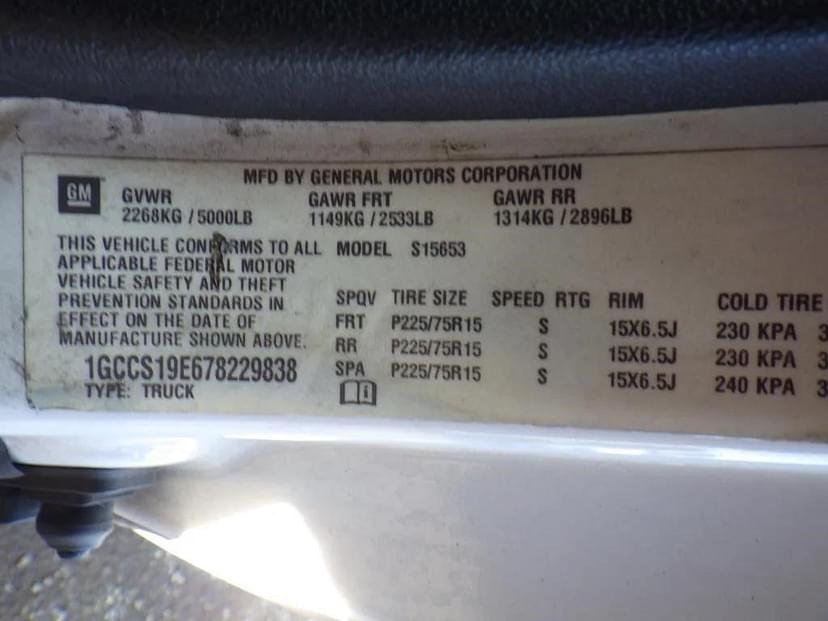 MFD BY GENERAL MOTORS CORPORATION
GM
GVWR GAWR FRT GAWR RR
2268KG / 5000LB 1149KG / 2533LB 1314KG / 2896LB
THIS VEHICLE CONFORMS TO ALL
APPLICABLE FEDERAL MOTOR
VEHICLE SAFETY AND THEFT
PREVENTION STANDARDS IN
EFFECT ON THE DATE OF
MANUFACTURE SHOWN ABOVE.
1GCCS19E678229838
TYPE: TRUCK
MODEL S15653
SPQV TIRE SIZE SPEED RTG RIM COLD TIRE
FRT P225/75R15 S 15X6.5J 230 KPA 3
RR P225/75R15 S 15X6.5J 230 KPA 3
SPA P225/75R15 S 15X6.5J 240 KPA 3
i